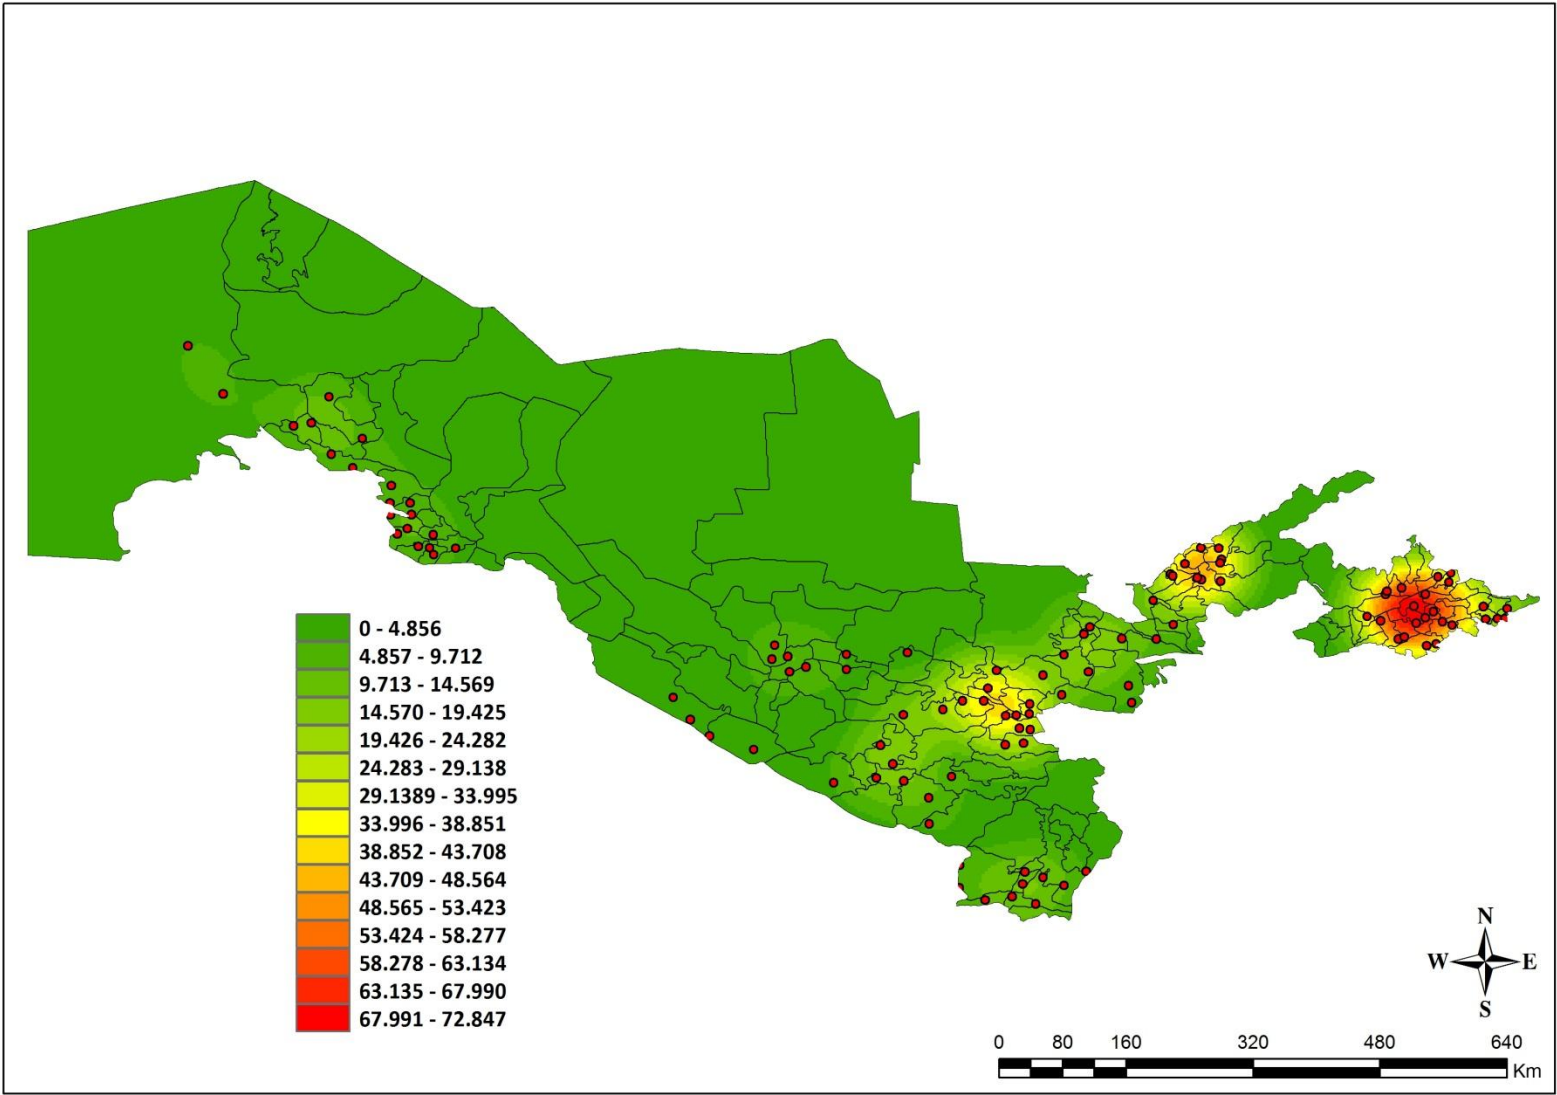 0 - 4.856
4.857 - 9.712
9.713 - 14.569
14.570 - 19.425
19.426 - 24.282
24.283 - 29.138
29.1389 - 33.995
33.996 - 38.851
38.852 - 43.708
43.709 - 48.564
48.565 - 53.423
53.424 - 58.277
58.278 - 63.134
63.135 - 67.990
67.991 - 72.847
N
W E
S
0 80 160 320 480 640
Km